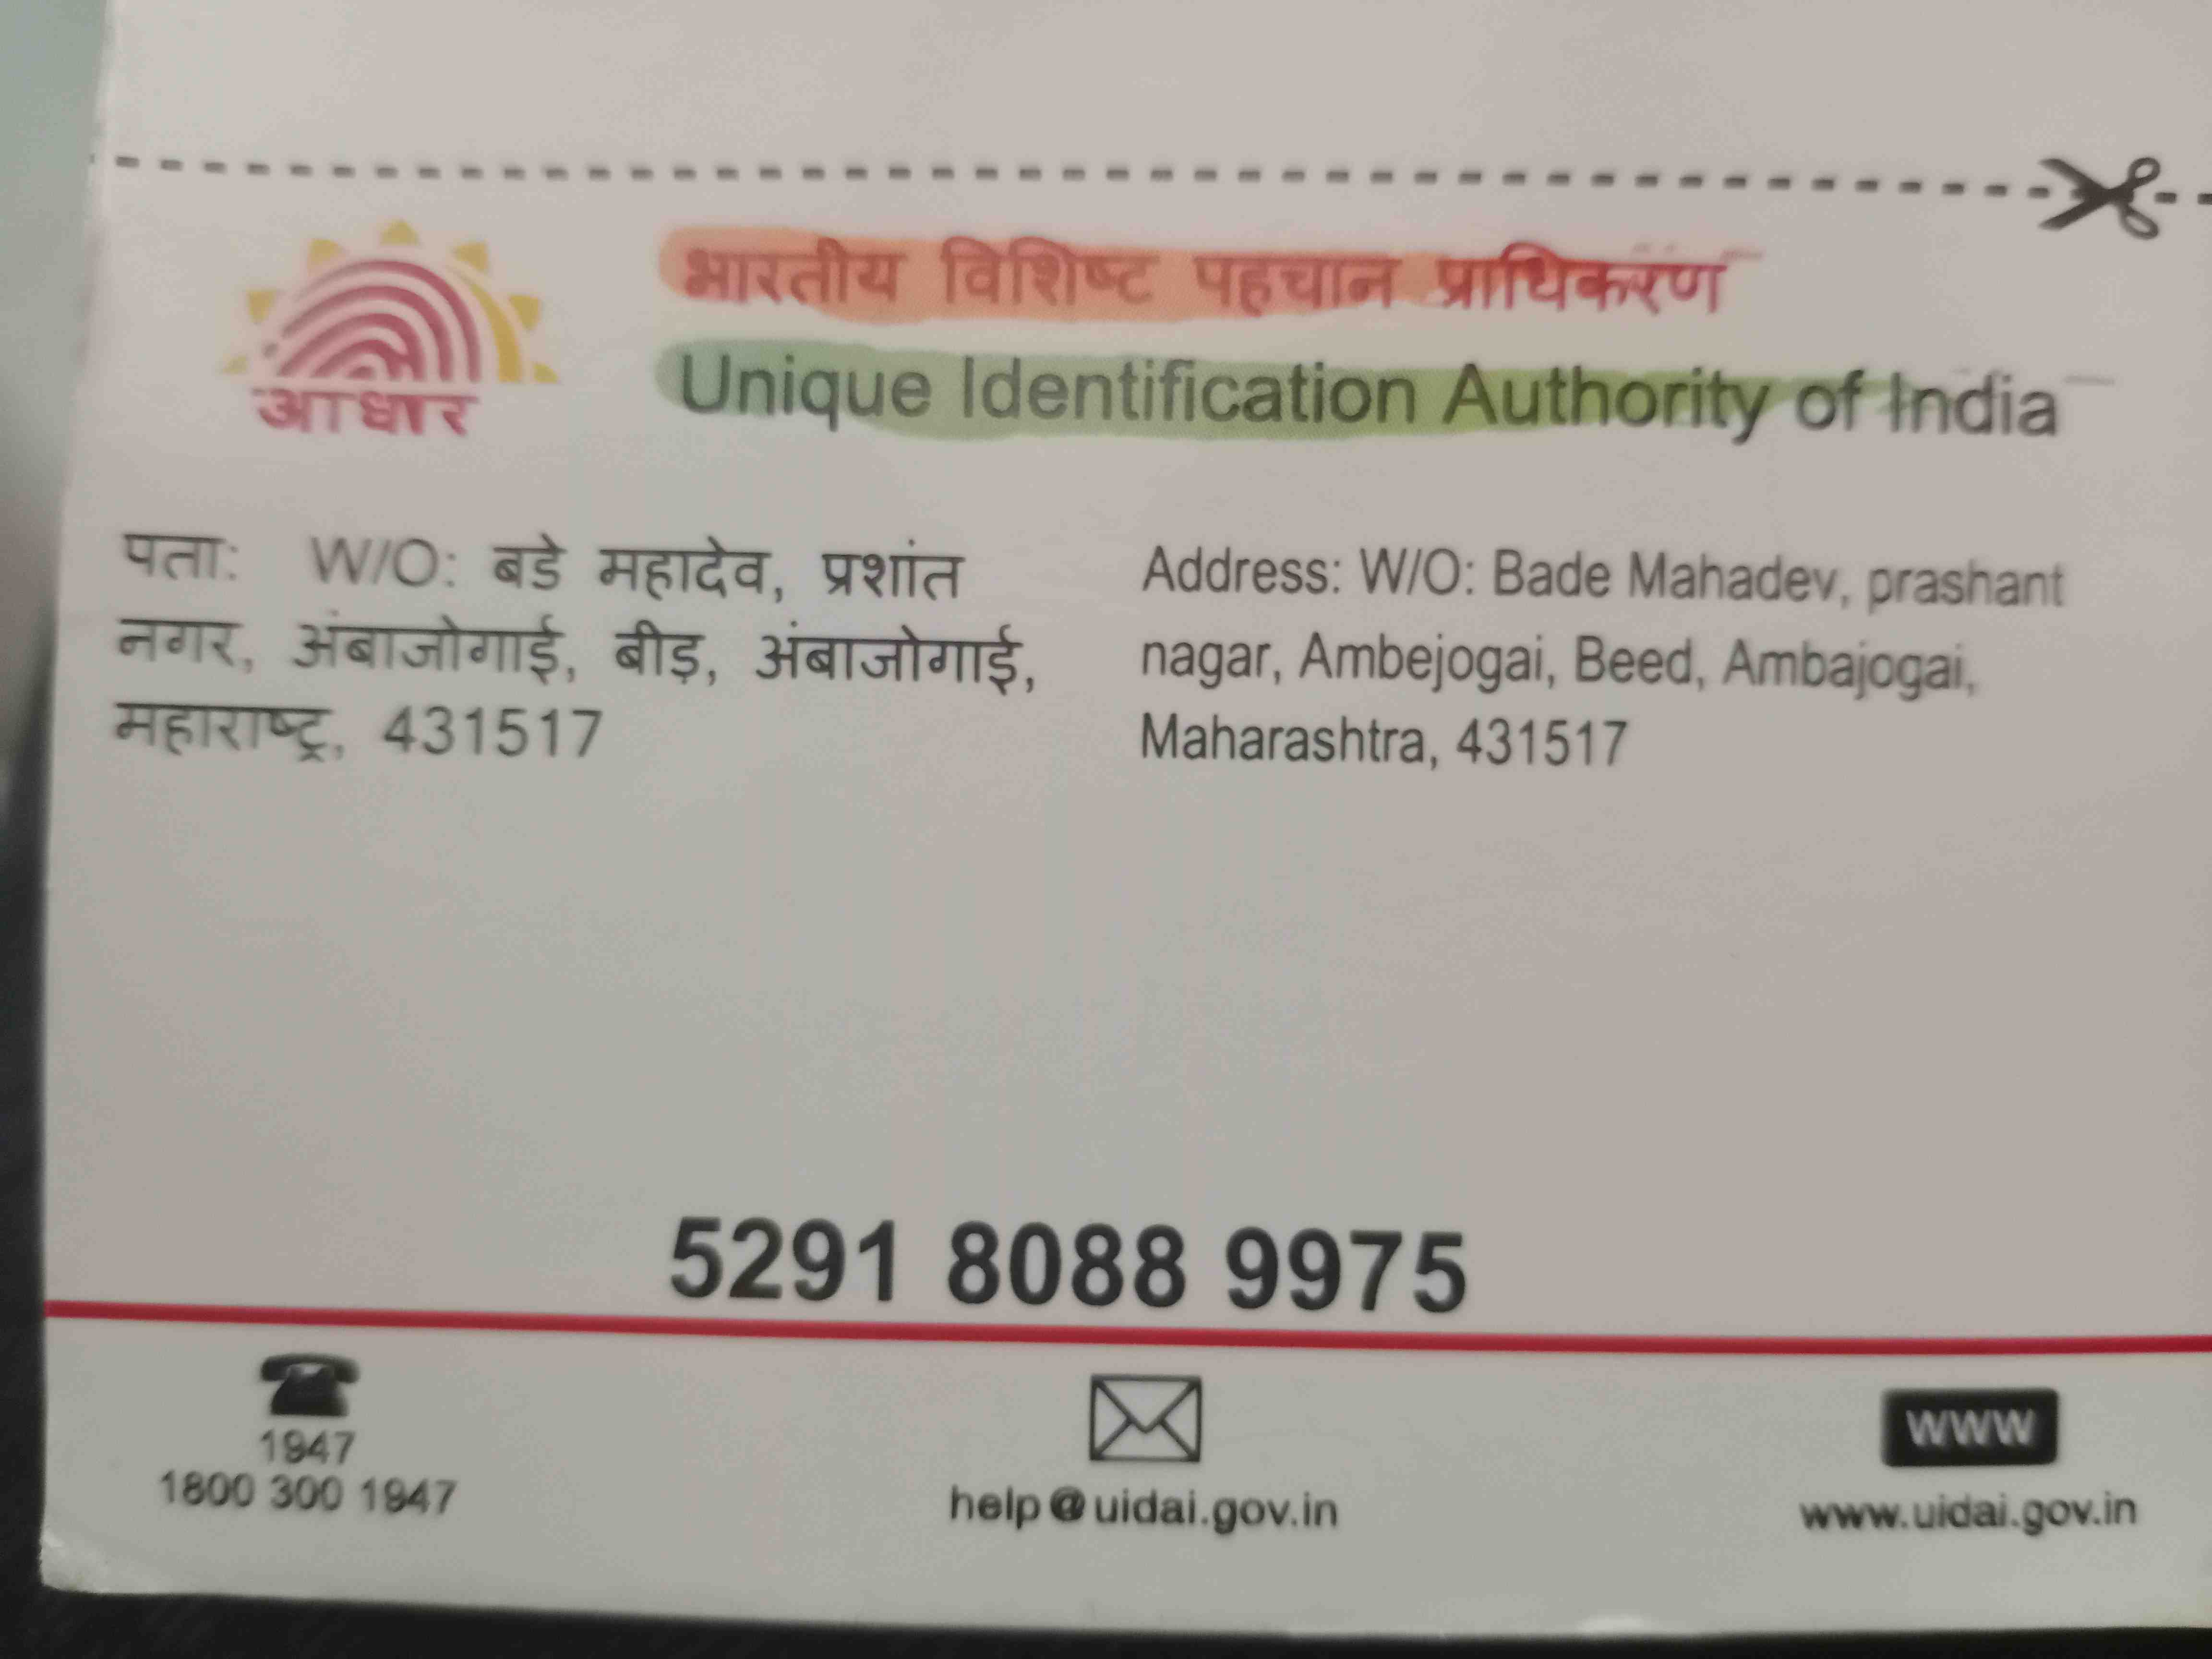 आधार
भारतीय विशिष्ट पहचान प्राधिकरण
Unique Identification Authority of India
पता: W/O: बडे महादेव, प्रशांत
नगर, अंबाजोगाई, बीड़, अंबाजोगाई,
महाराष्ट्र, 431517
Address: W/O: Bade Mahadev, prashant
nagar, Ambejogai, Beed, Ambajogai,
Maharashtra, 431517
5291 8088 9975
1947
1800 300 1947
help@uidai.gov.in
www
www.uidai.gov.in